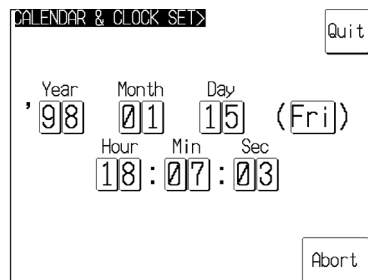 CALENDAR & CLOCK SET>
Quit
Year Month Day
'98 01 15 (Fri)
Hour Min Sec
18:07:03
Abort